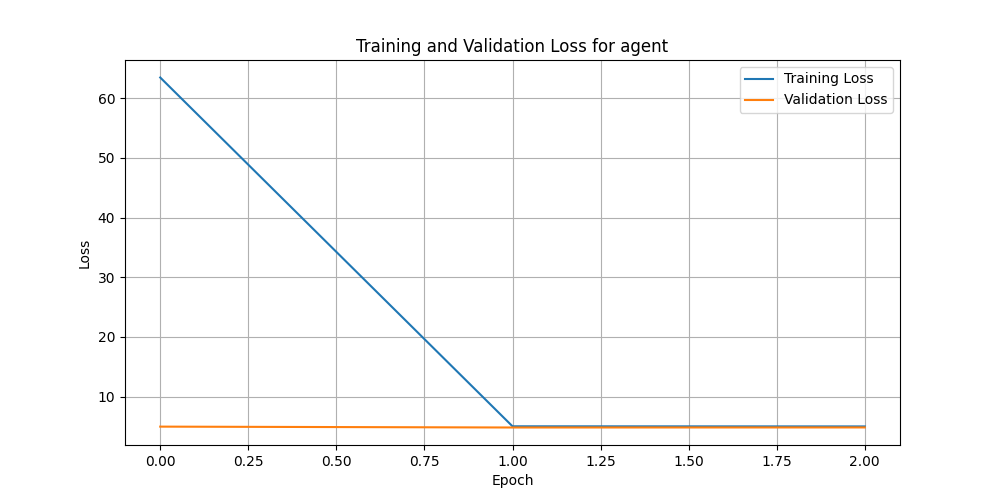 Training and Validation Loss for agent
Training Loss
Validation Loss
Loss
60
50
40
30
20
10
0.00 0.25 0.50 0.75 1.00 1.25 1.50 1.75 2.00
Epoch